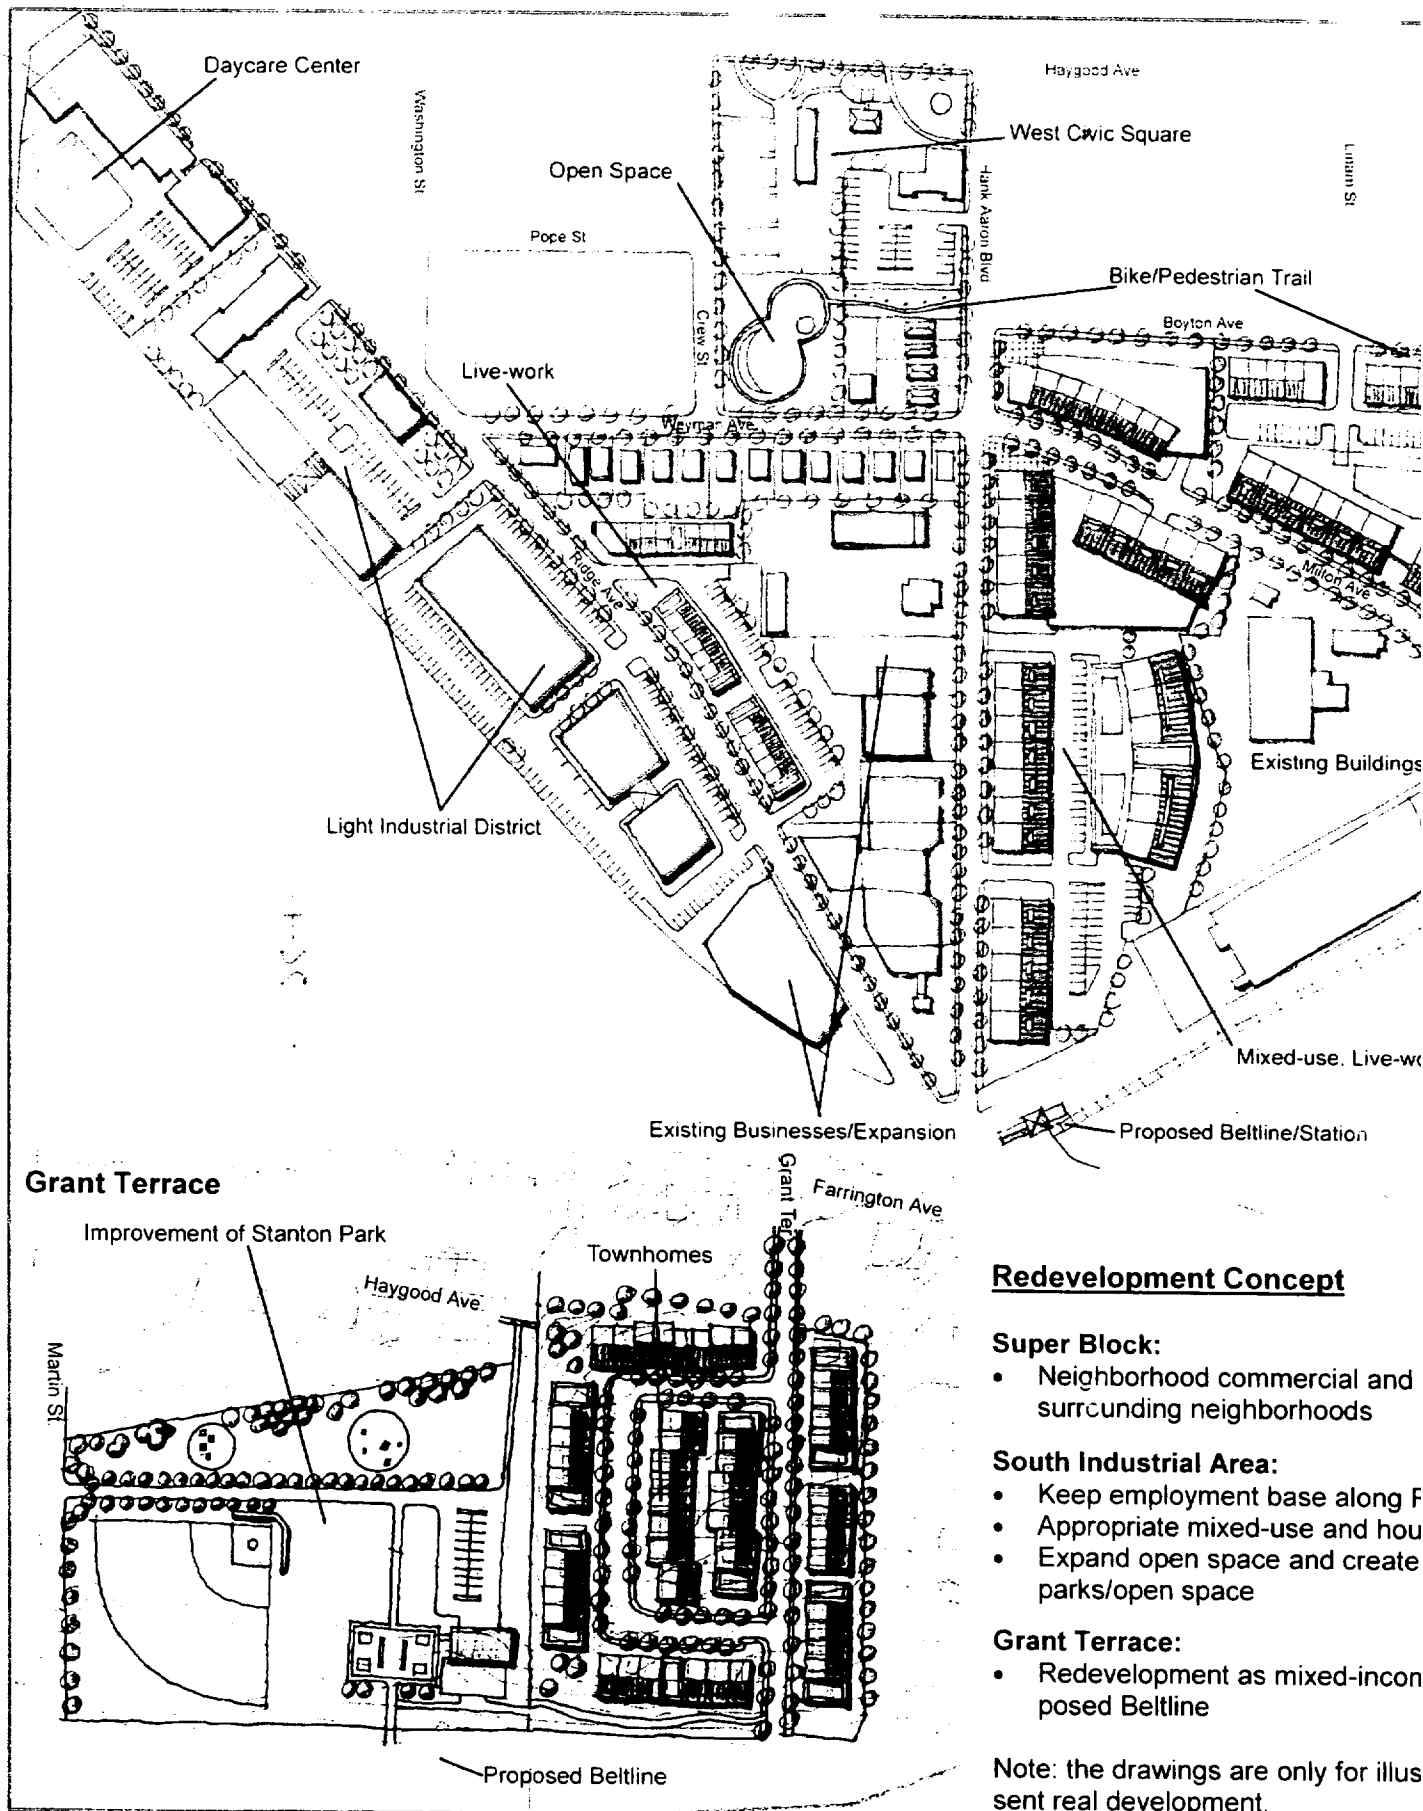 Daycare Center
Washington St
Haygood Ave
West Civic Square
Open Space
Hank Aaron Blvd
Pope St
Bike/Pedestrian Trail
Crew St
Boyton Ave
Live-work
Weyman Ave
Ridge Ave
Milton Ave
Existing Buildings
Light Industrial District
Mixed-use, Live-wo
Existing Businesses/Expansion
Proposed Beltline/Station
Grant Terrace
Improvement of Stanton Park
Townhomes
Grant Ter
Farrington Ave
Haygood Ave
Martin St
Proposed Beltline
Redevelopment Concept
Super Block:
• Neighborhood commercial and
surrounding neighborhoods
South Industrial Area:
• Keep employment base along
• Appropriate mixed-use and hou
• Expand open space and create
parks/open space
Grant Terrace:
• Redevelopment as mixed-incom
posed Beltline
Note: the drawings are only for illus
sent real development.